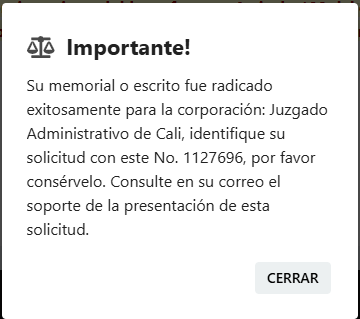 Importante!
Su memorial o escrito fue radicado
exitosamente para la corporación: Juzgado
Administrativo de Cali, identifique su
solicitud con este No. 1127696, por favor
consérvelo. Consulte en su correo el
soporte de la presentación de esta
solicitud.
CERRAR